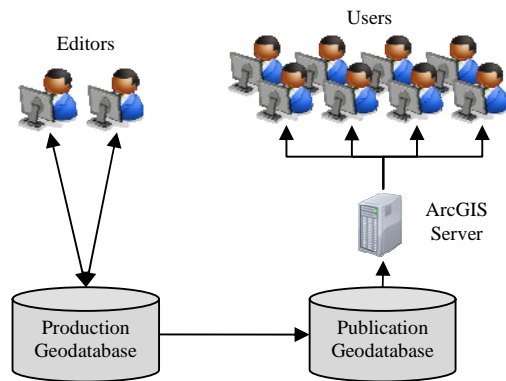 Editors
Users
ArcGIS
Server
Production
Geodatabase
Publication
Geodatabase